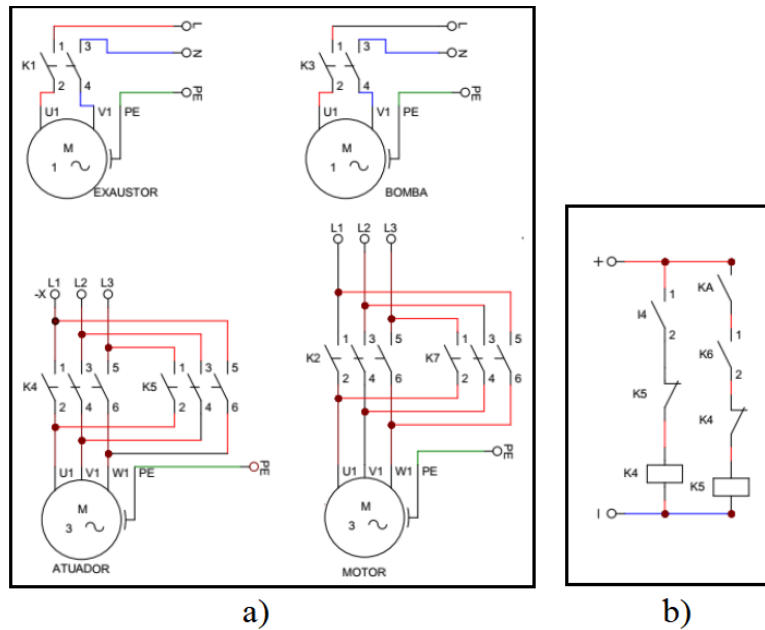 L
1 3
N
K1
2 4
PE
U1 V1 PE
M
1
EXAUSTOR
L
1 3
N
K3
2 4
PE
U1 V1 PE
M
1
BOMBA
L1 L2 L3
-X
1 3 5 1 3 5
K4 K5
2 4 6 2 4 6
PE
U1 V1 W1 PE
M
3
ATUADOR
L1 L2 L3
1 3 5 1 3 5
K2 K7
2 4 6 2 4 6
PE
U1 V1 W1 PE
M
3
MOTOR
a)
+
1 KA
I4
2 1
K6
K5 2
K4
K4 K5
I
b)